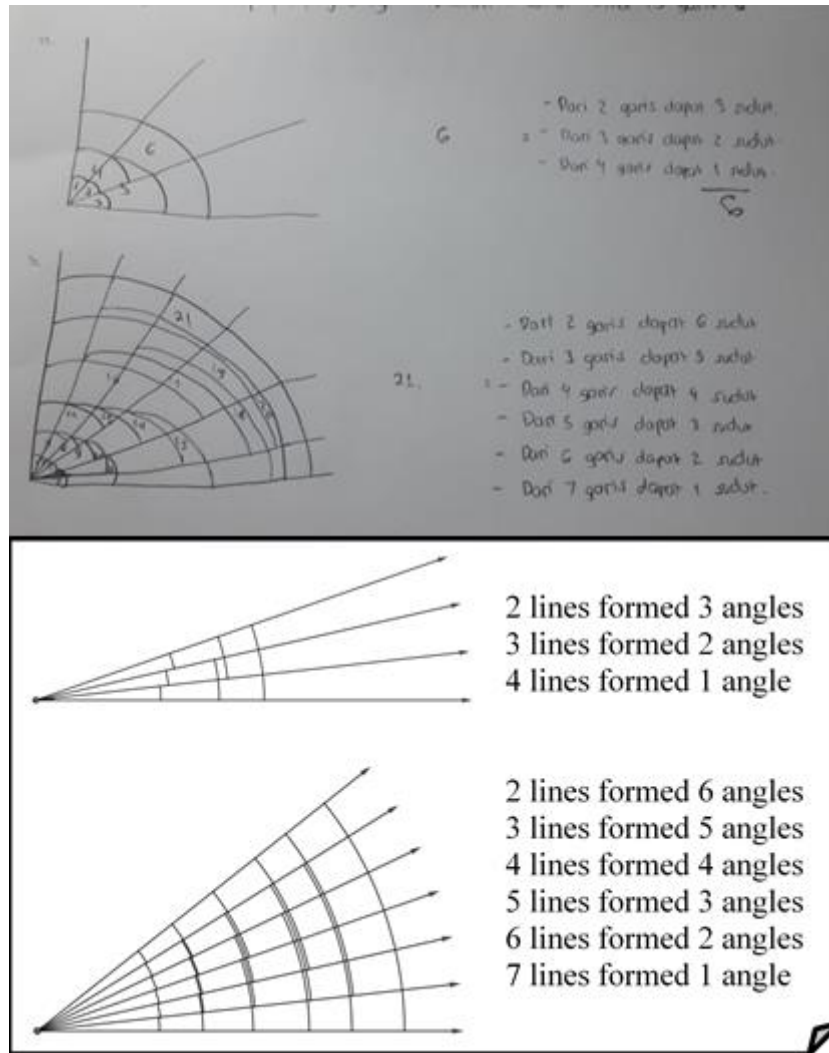 6
- Dari 2 garis dapat 3 sudut.
= - Dari 3 garis dapat 2 sudut.
- Dari 4 garis dapat 1 sudut.
6
21.
- Dari 2 garis dapat 6 sudut
- Dari 3 garis dapat 5 sudut
= - Dari 4 garis dapat 4 sudut
- Dari 5 garis dapat 3 sudut
- Dari 6 garis dapat 2 sudut
- Dari 7 garis dapat 1 sudut.
2 lines formed 3 angles
3 lines formed 2 angles
4 lines formed 1 angle
2 lines formed 6 angles
3 lines formed 5 angles
4 lines formed 4 angles
5 lines formed 3 angles
6 lines formed 2 angles
7 lines formed 1 angle